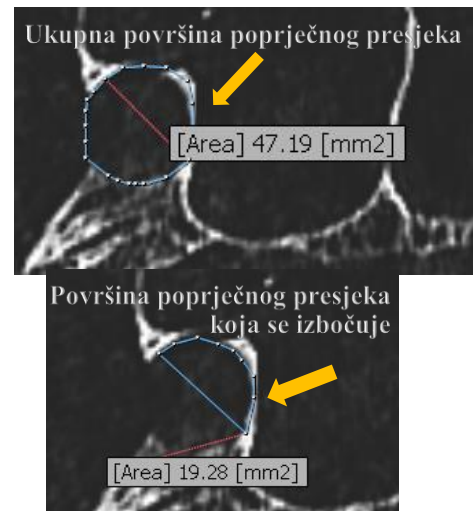 Ukupna površina poprječnog presjeka
[Area] 47.19 [mm2]
Površina poprječnog presjeka
koja se izbočuje
[Area] 19.28 [mm2]